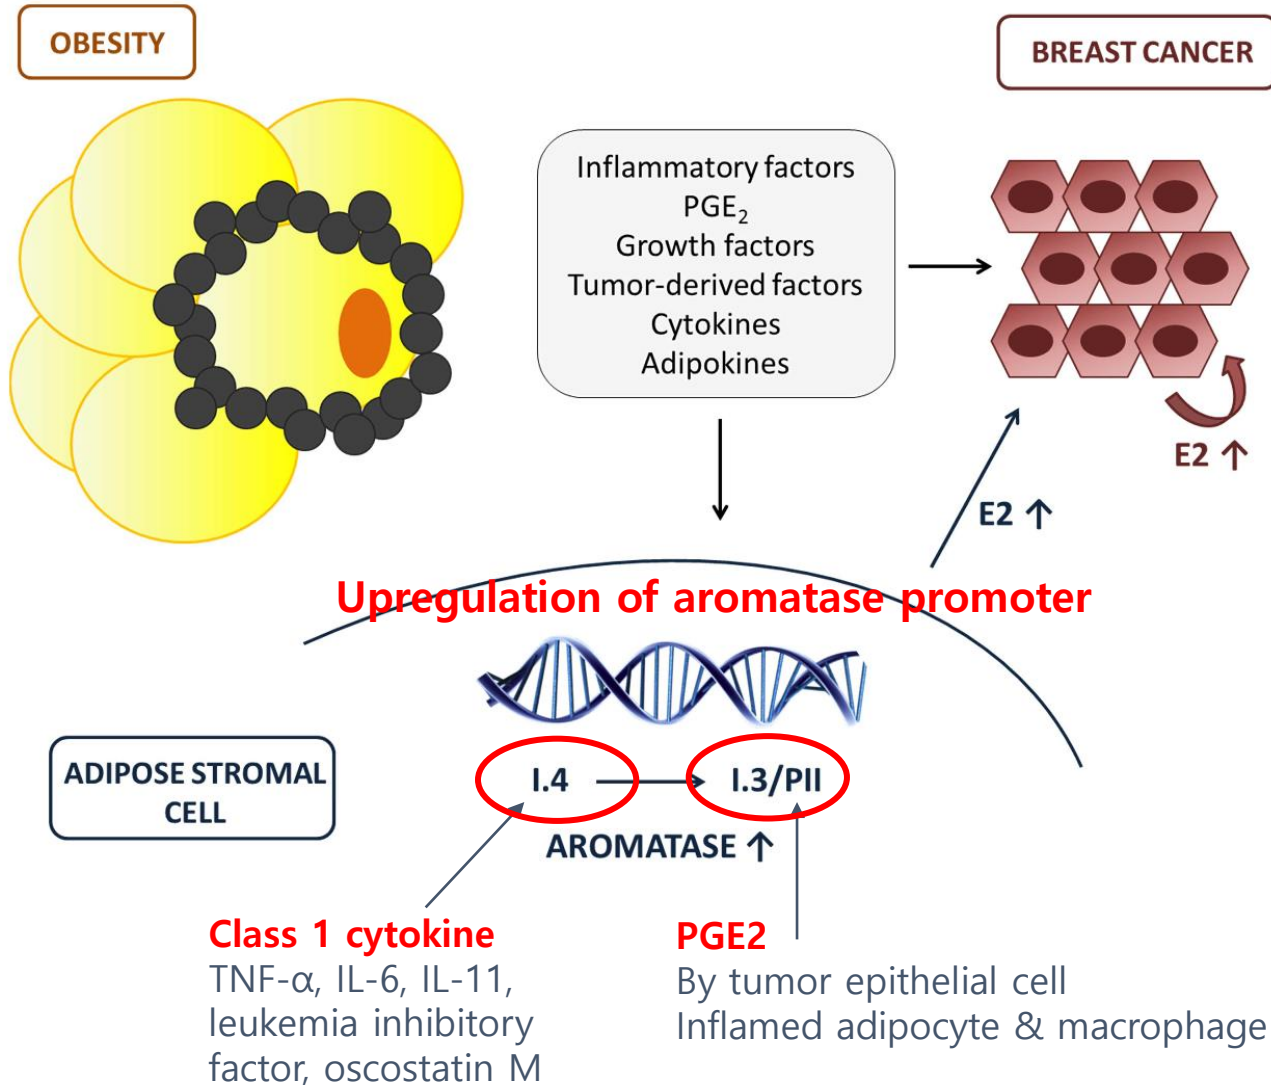 OBESITY
BREAST CANCER
Inflammatory factors
PGE₂
Growth factors
Tumor-derived factors
Cytokines
Adipokines
E2 ↑
E2 ↑
Upregulation of aromatase promoter
ADIPOSE STROMAL
CELL
I.4
I.3/PII
AROMATASE ↑
Class 1 cytokine
TNF-α, IL-6, IL-11,
leukemia inhibitory
factor, oscostatin M
PGE2
By tumor epithelial cell
Inflamed adipocyte & macrophage